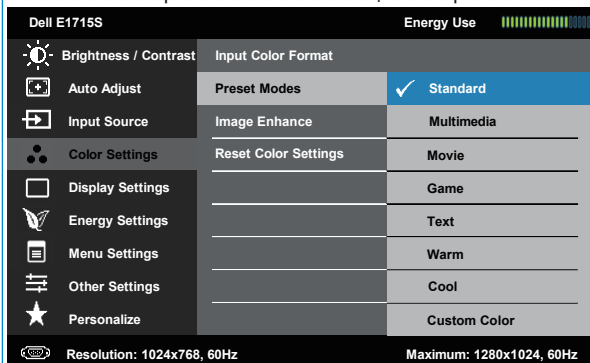 Dell E1715S Energy Use
Brightness / Contrast Input Color Format
Auto Adjust Preset Modes Standard
Input Source Image Enhance Multimedia
Color Settings Reset Color Settings Movie
Display Settings Game
Energy Settings Text
Menu Settings Warm
Other Settings Cool
Personalize Custom Color
Resolution: 1024x768, 60Hz Maximum: 1280x1024, 60Hz